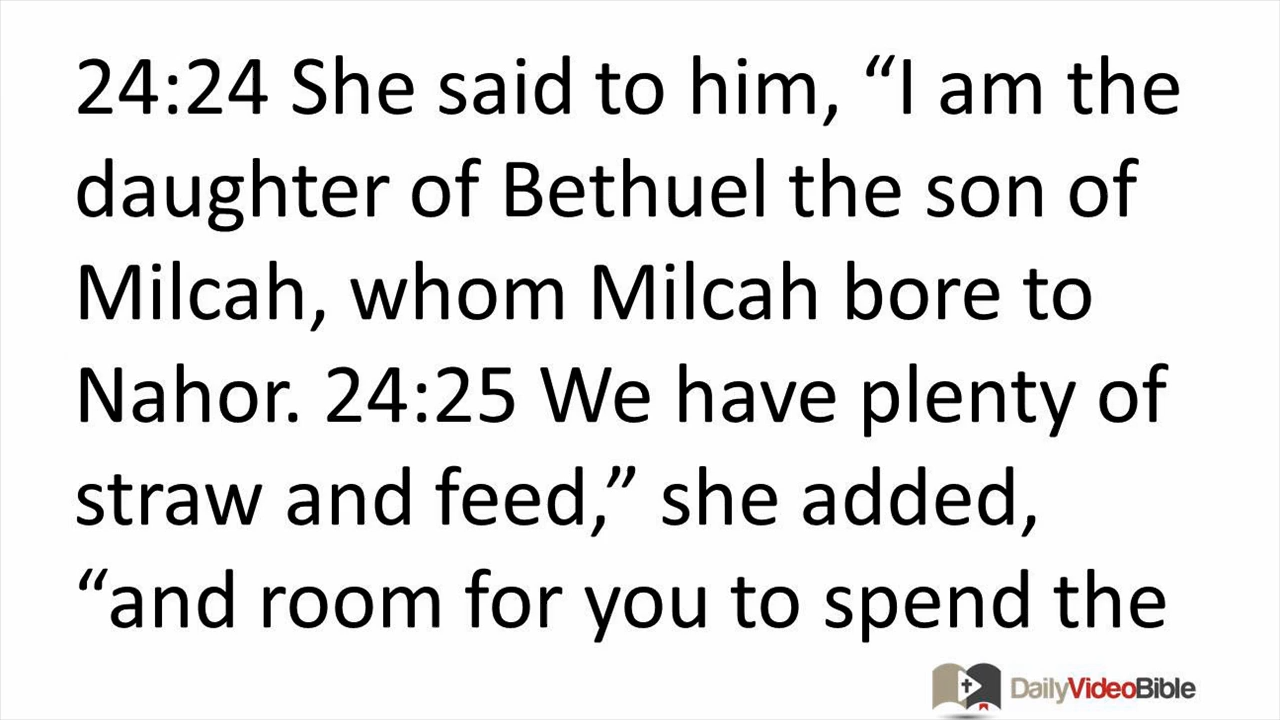 24:24 She said to him, “I am the
daughter of Bethuel the son of
Milcah, whom Milcah bore to
Nahor. 24:25 We have plenty of
straw and feed,” she added,
“and room for you to spend the
DailyVideoBible